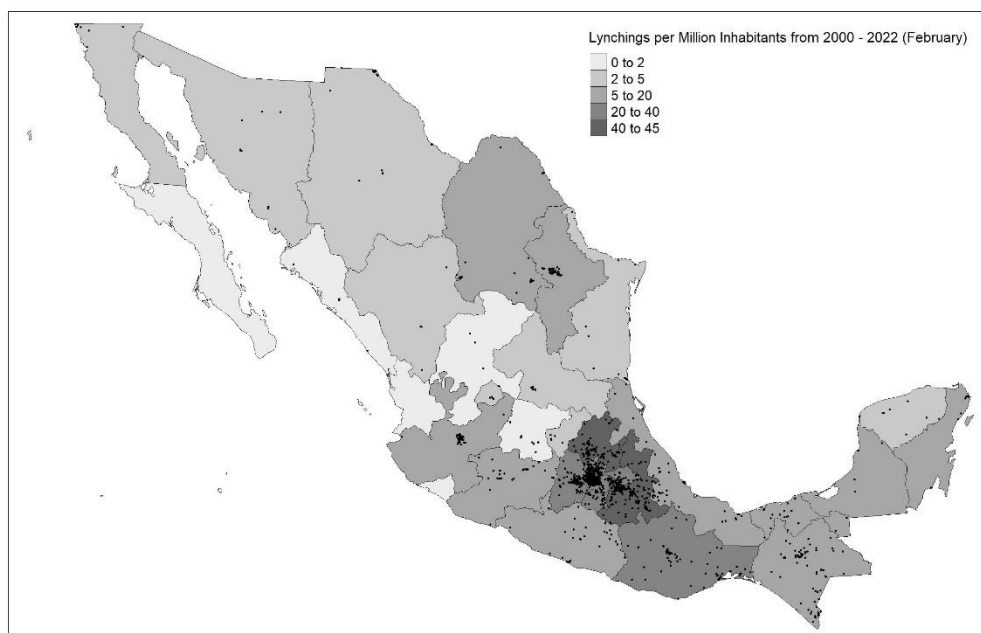 Lynchings per Million Inhabitants from 2000 - 2022 (February)
0 to 2
2 to 5
5 to 20
20 to 40
40 to 45